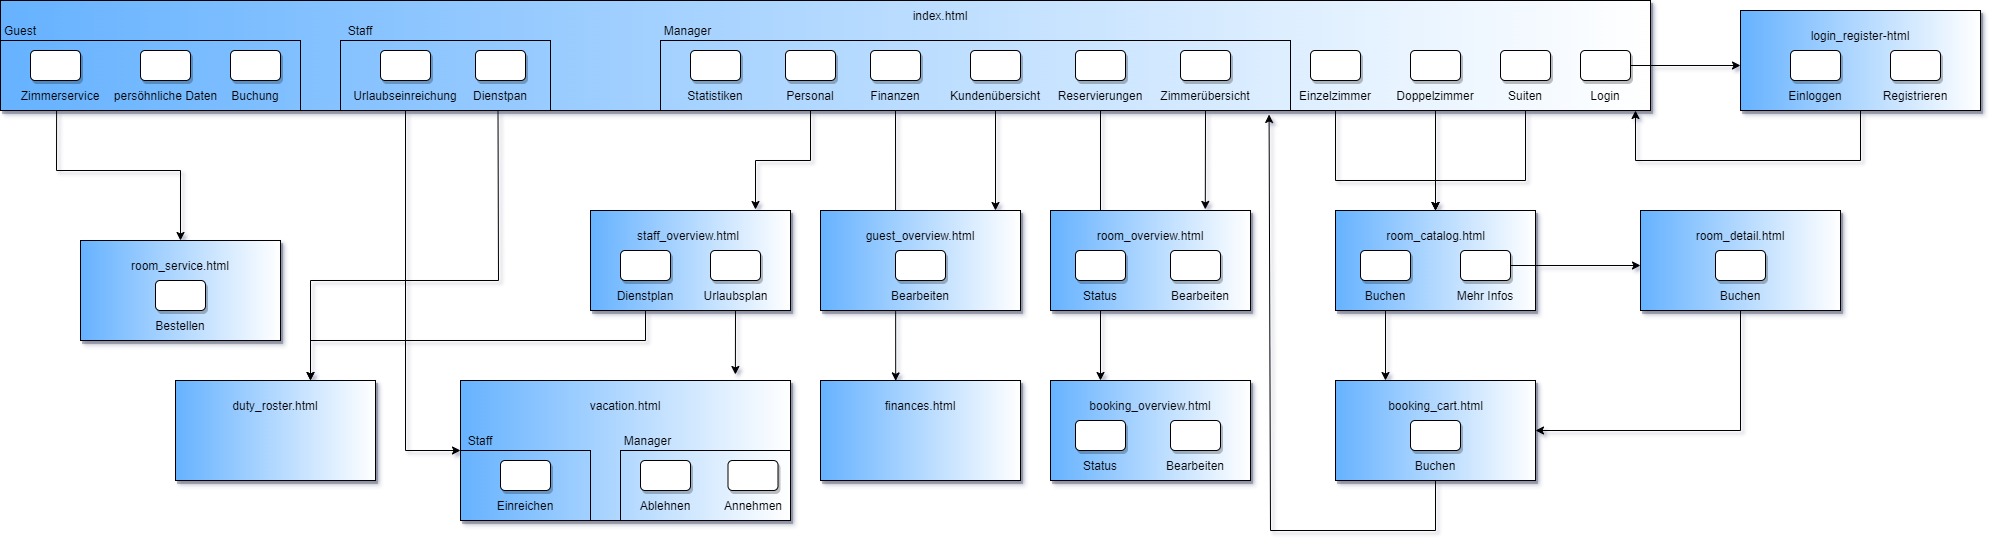 index.html
Guest
Staff
Manager
Zimmerservice
persöhnliche Daten
Buchung
Urlaubseinreichung
Dienstpan
Statistiken
Personal
Finanzen
Kundenübersicht
Reservierungen
Zimmerübersicht
Einzelzimmer
Doppelzimmer
Suiten
Login
login_register-html
Einloggen
Registrieren
room_service.html
Bestellen
staff_overview.html
Dienstplan
Urlaubsplan
guest_overview.html
Bearbeiten
room_overview.html
Status
Bearbeiten
room_catalog.html
Buchen
Mehr Infos
room_detail.html
Buchen
duty_roster.html
vacation.html
Staff
Manager
Einreichen
Ablehnen
Annehmen
finances.html
booking_overview.html
Status
Bearbeiten
booking_cart.html
Buchen